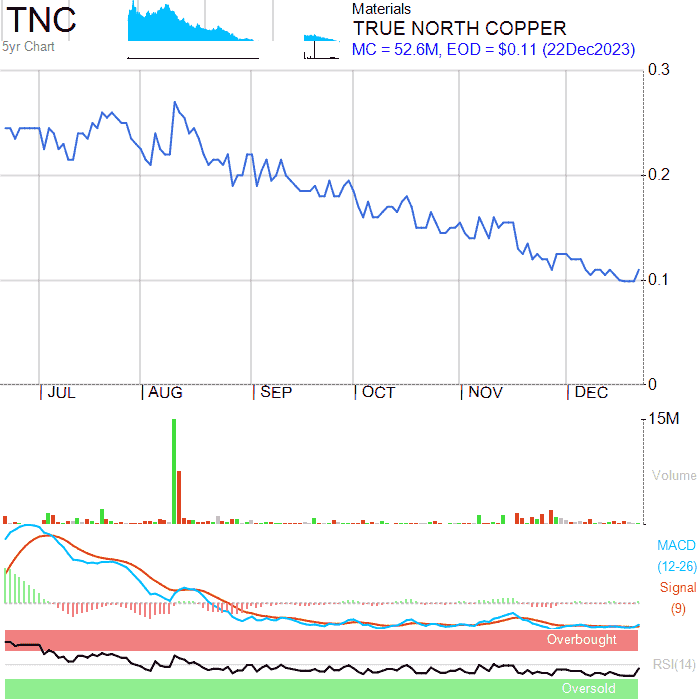 TNC
5yr Chart
Materials
TRUE NORTH COPPER
MC = 52.6M, EOD = $0.11 (22Dec2023)
0.3
0.2
0.1
0
JUL AUG SEP OCT NOV DEC
15M
Volume
MACD
(12-26)
Signal
(9)
Overbought
RSI(14)
Oversold